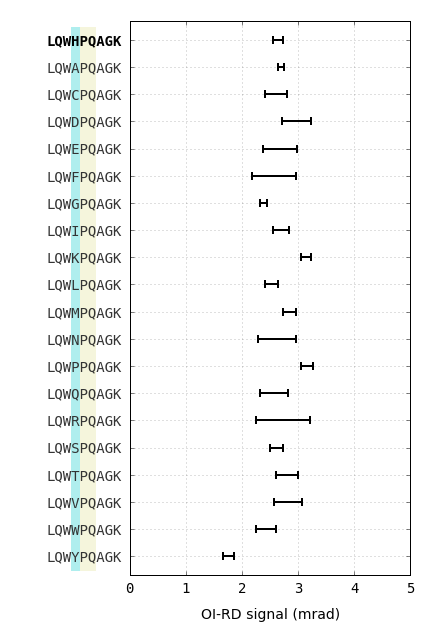 LQWHPQAGK
LQWAPQAGK
LQWCPQAGK
LQWDPQAGK
LQWEPQAGK
LQWFPQAGK
LQWGPQAGK
LQWIPQAGK
LQWKPQAGK
LQWLPQAGK
LQWMPQAGK
LQWNPQAGK
LQWPPQAGK
LQWQPQAGK
LQWRPQAGK
LQWSPQAGK
LQWTPQAGK
LQWVPQAGK
LQWWPQAGK
LQWYPQAGK
0 1 2 3 4 5
OI-RD signal (mrad)